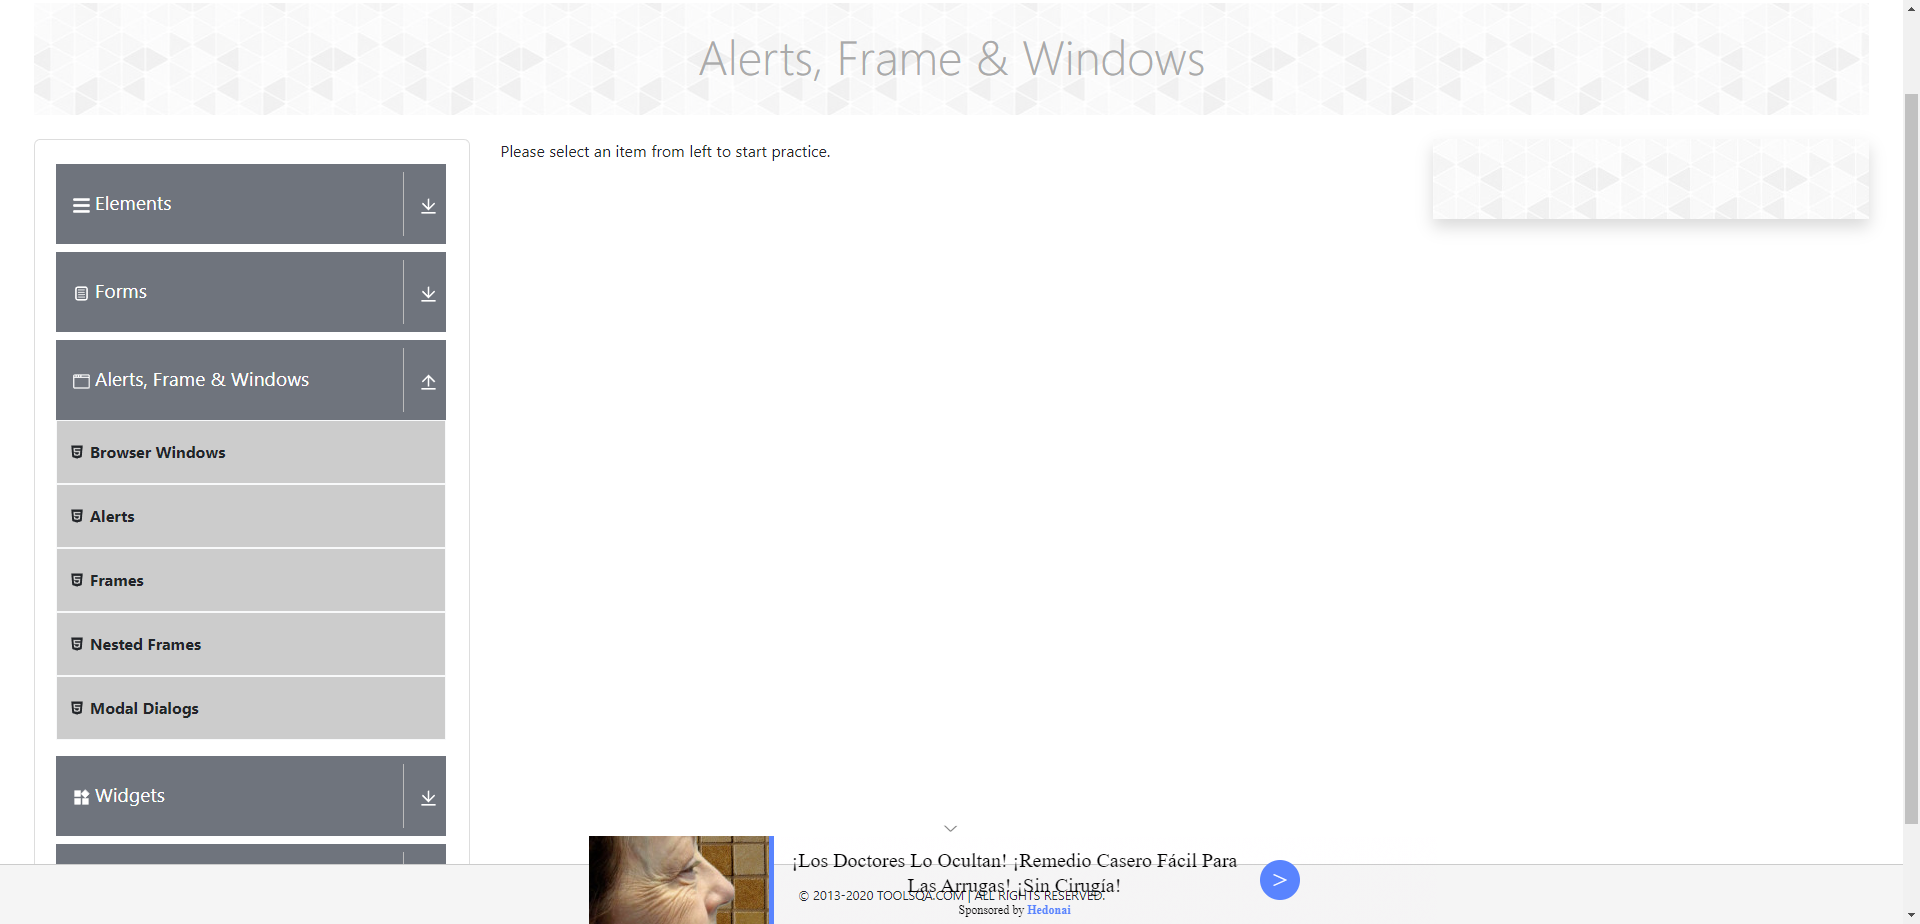 Alerts, Frame & Windows
Please select an item from left to start practice.
Elements
Forms
Alerts, Frame & Windows
Browser Windows
Alerts
Frames
Nested Frames
Modal Dialogs
Widgets
¡Los Doctores Lo Ocultan! ¡Remedio Casero Fácil Para
Las Arrugas! ¡Sin Cirugía!
© 2013-2020 TOOLSQA.COM | ALL RIGHTS RESERVED.
Sponsored by Hedonai